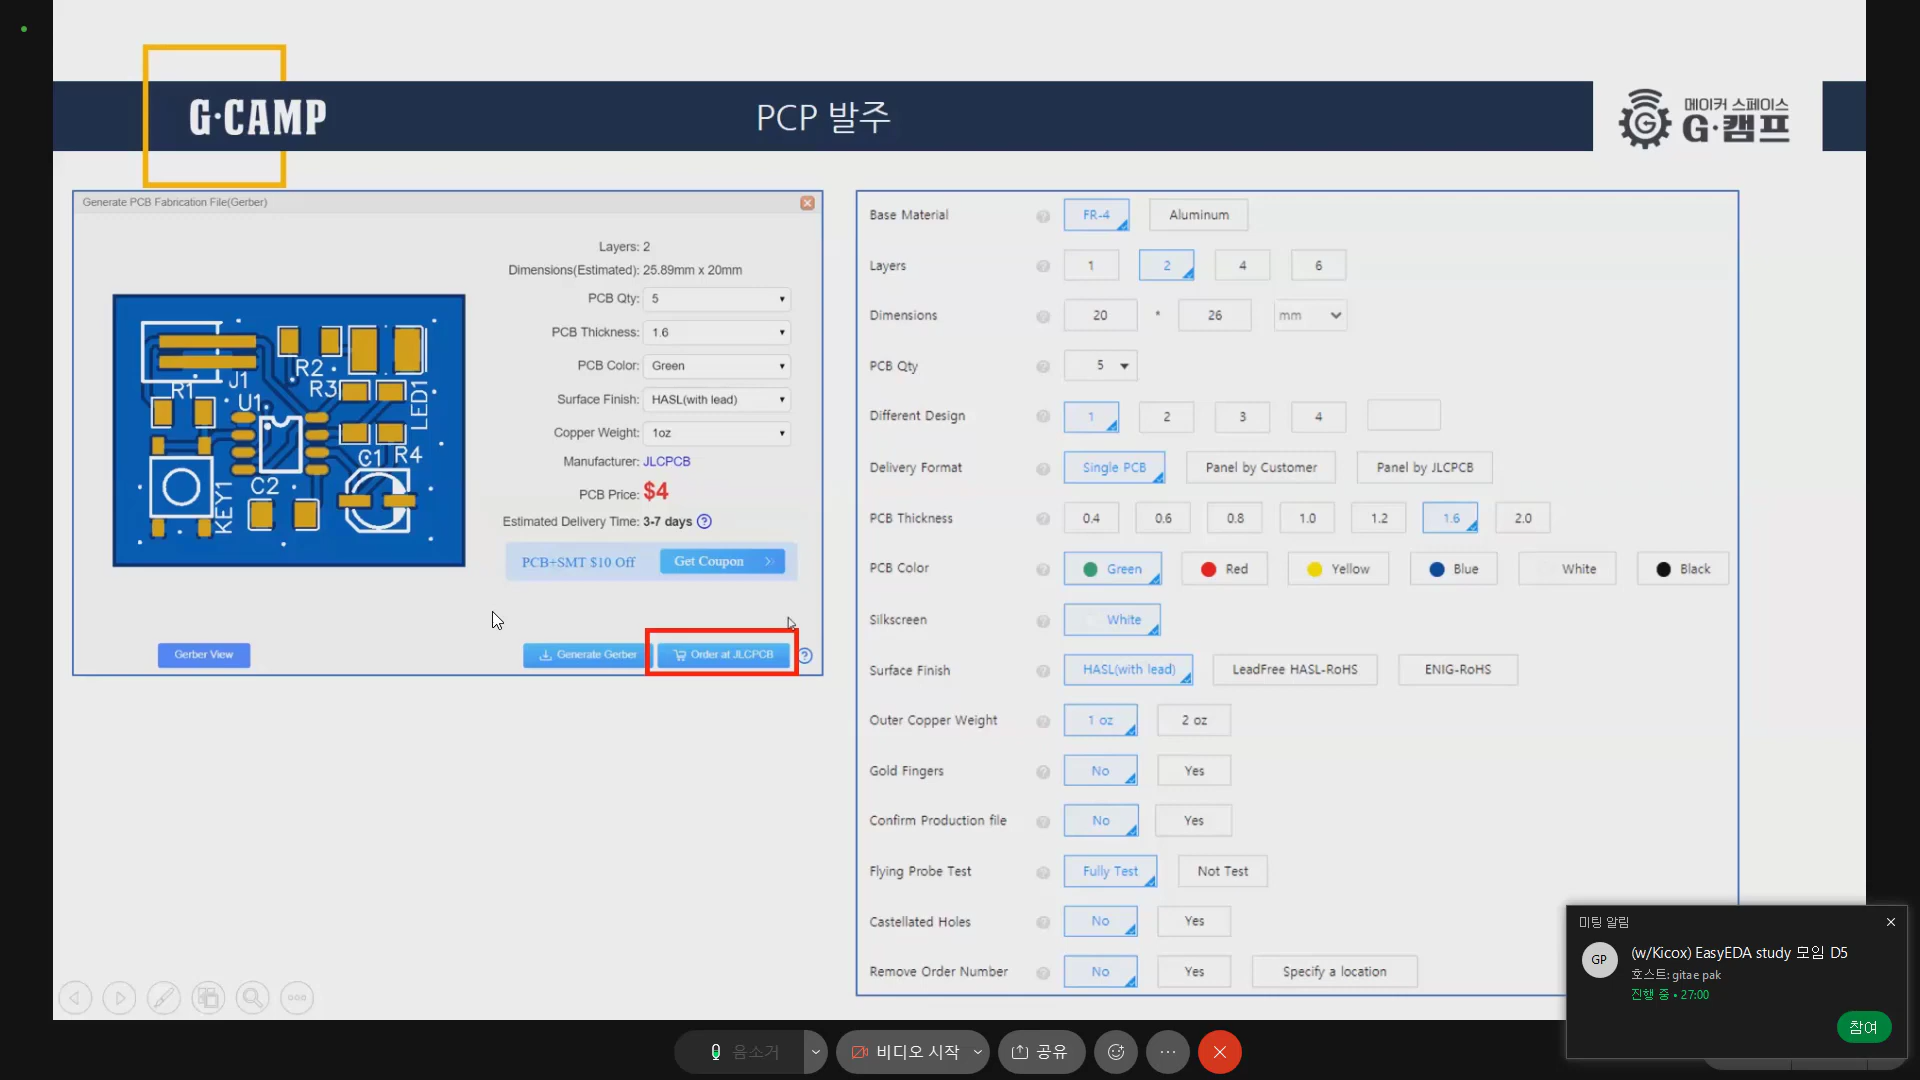 G·CAMP
PCP 발주
메이커 스페이스
G·캠프
Generate PCB Fabrication File(Gerber)
Layers: 2
Dimensions(Estimated): 25.89mm x 20mm
PCB Qty: 5
PCB Thickness: 1.6
PCB Color: Green
Surface Finish: HASL(with lead)
Copper Weight: 1oz
Manufacturer: JLCPCB
PCB Price: $4
Estimated Delivery Time: 3-7 days ?
PCB+SMT $10 Off Get Coupon
R1
J1
R2
R3
U1
LED1
C1
R4
C2
KEY1
Gerber View
Generate Gerber
Order at JLCPCB
?
Base Material ? FR-4 Aluminum
Layers ? 1 2 4 6
Dimensions ? 20 * 26 mm
PCB Qty ? 5
Different Design ? 1 2 3 4
Delivery Format ? Single PCB Panel by Customer Panel by JLCPCB
PCB Thickness ? 0.4 0.6 0.8 1.0 1.2 1.6 2.0
PCB Color ? Green Red Yellow Blue White Black
Silkscreen ? White
Surface Finish ? HASL(with lead) LeadFree HASL-RoHS ENIG-RoHS
Outer Copper Weight ? 1 oz 2 oz
Gold Fingers ? No Yes
Confirm Production file ? No Yes
Flying Probe Test ? Fully Test Not Test
Castellated Holes ? No Yes
Remove Order Number ? No Yes Specify a location
미팅 알림
GP
(w/Kicox) EasyEDA study 모임 D5
호스트: gitae pak
진행 중 • 27:00
참여
음소거
비디오 시작
공유